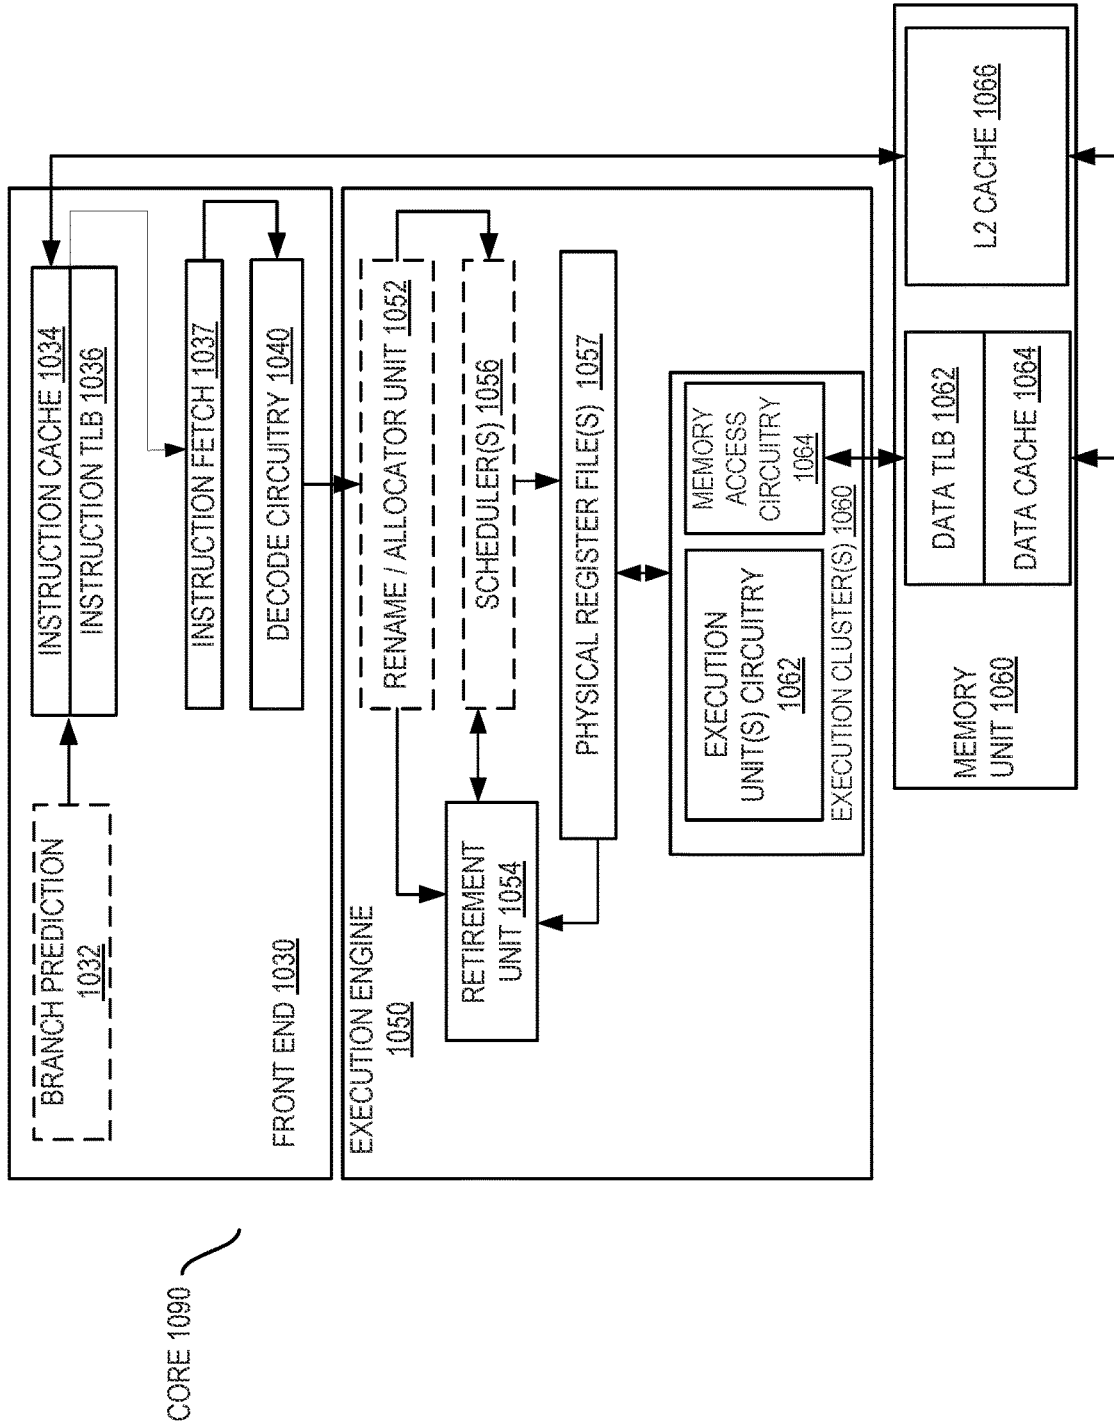 CORE 1090
BRANCH PREDICTION
1032
INSTRUCTION CACHE 1034
INSTRUCTION TLB 1036
INSTRUCTION FETCH 1037
DECODE CIRCUITRY 1040
FRONT END 1030
EXECUTION ENGINE
1050
RENAME / ALLOCATOR UNIT 1052
RETIREMENT
UNIT 1054
SCHEDULER(S) 1056
PHYSICAL REGISTER FILE(S) 1057
EXECUTION
UNIT(S) CIRCUITRY
1062
MEMORY
ACCESS
CIRCUITRY
1064
EXECUTION CLUSTER(S) 1060
MEMORY
UNIT 1060
DATA TLB 1062
DATA CACHE 1064
L2 CACHE 1066